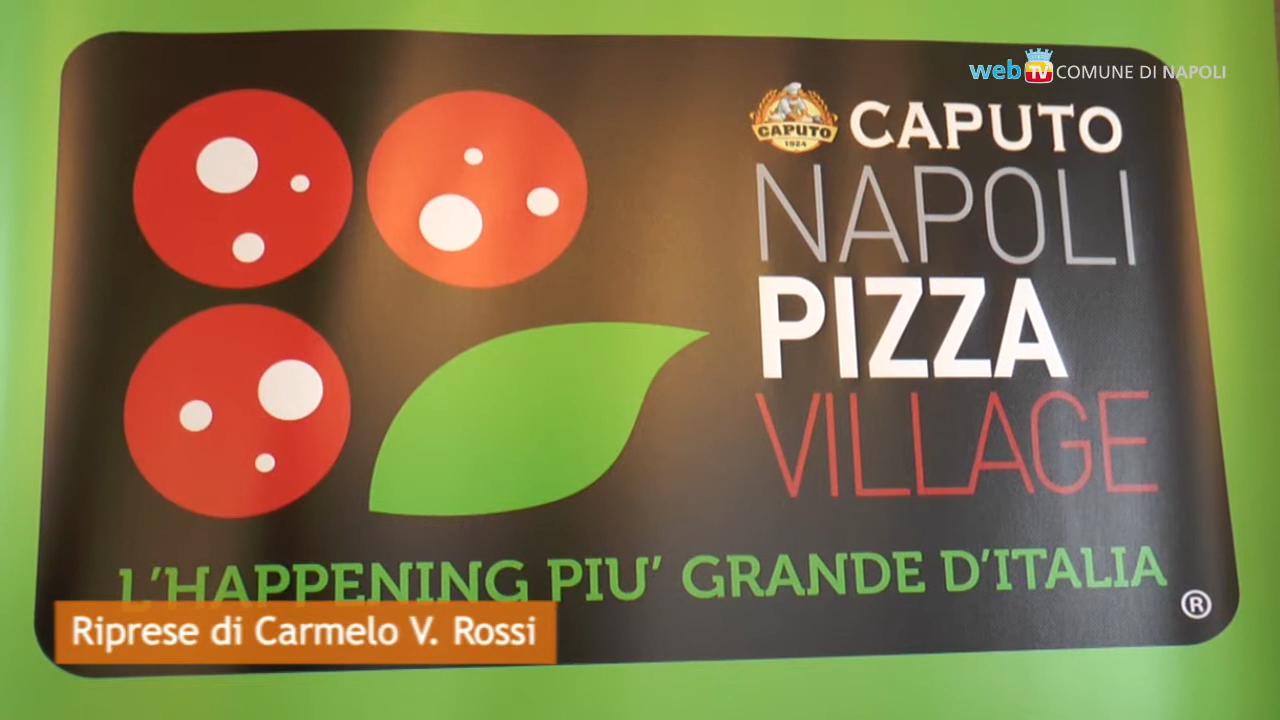 web TV COMUNE DI NAPOLI
CAPUTO
1924
CAPUTO
NAPOLI
PIZZA
VILLAGE
L'HAPPENING PIU' GRANDE D'ITALIA
®
Riprese di Carmelo V. Rossi